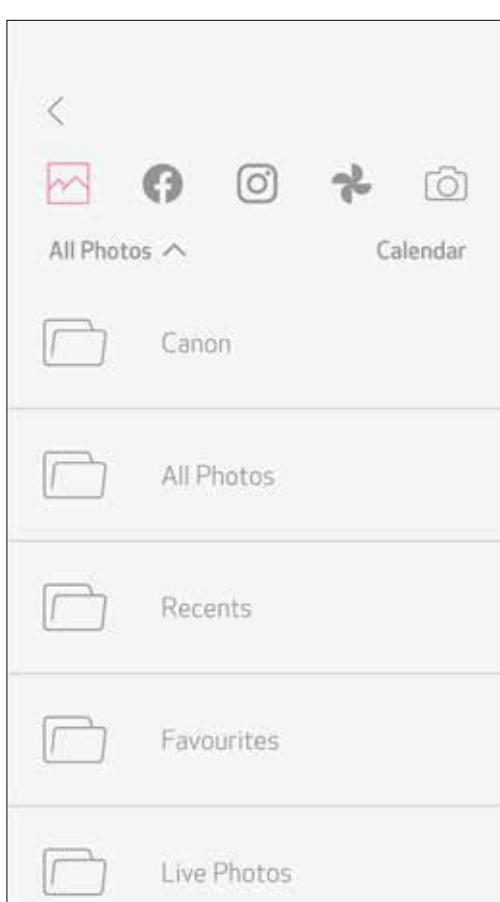 All Photos
Calendar
Canon
All Photos
Recents
Favourites
Live Photos